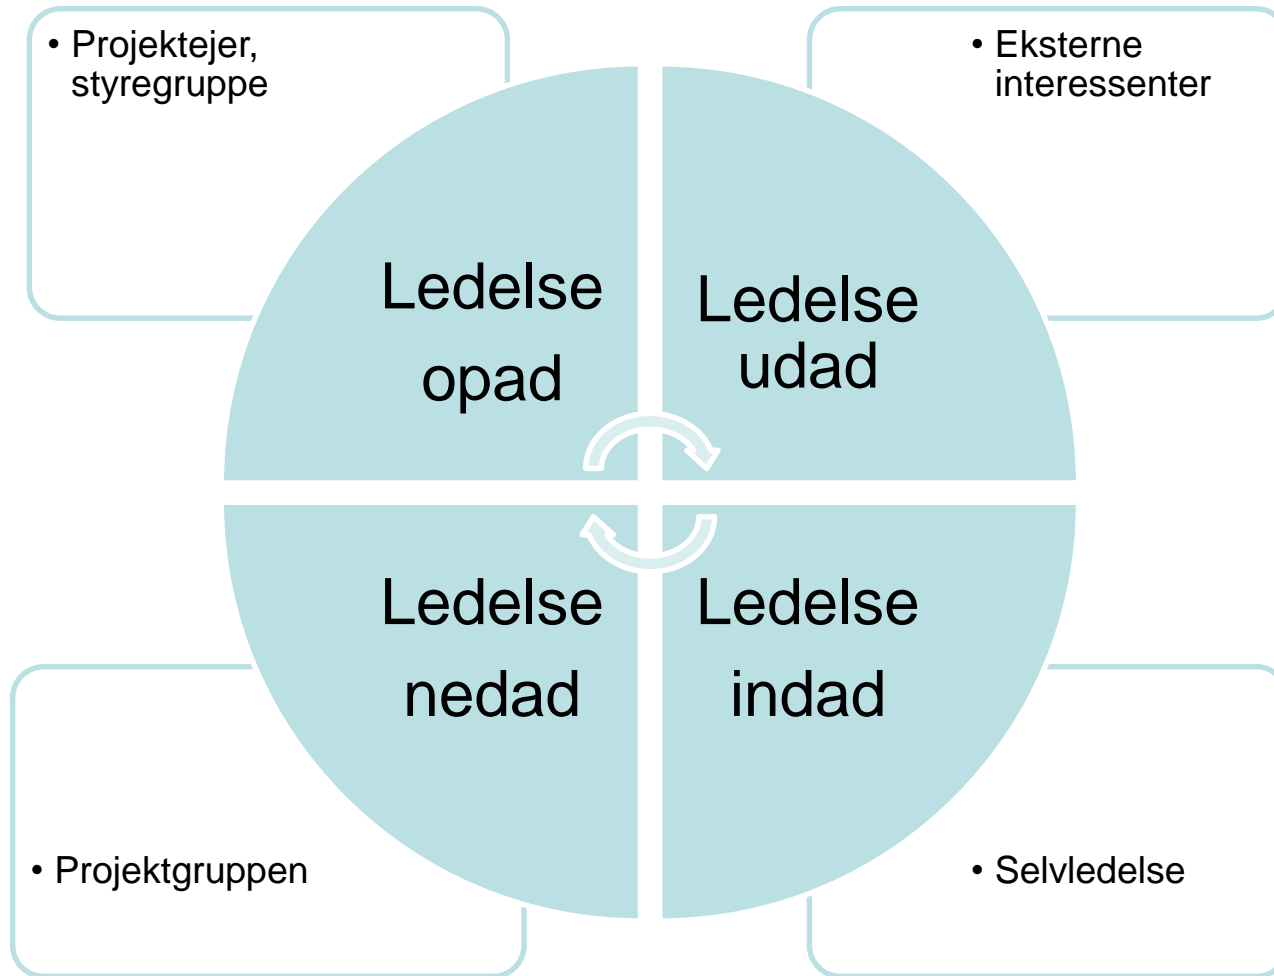 • Projektejer,
styregruppe
• Eksterne
interessenter
Ledelse
opad
Ledelse
udad
Ledelse
nedad
Ledelse
indad
• Projektgruppen
• Selvledelse